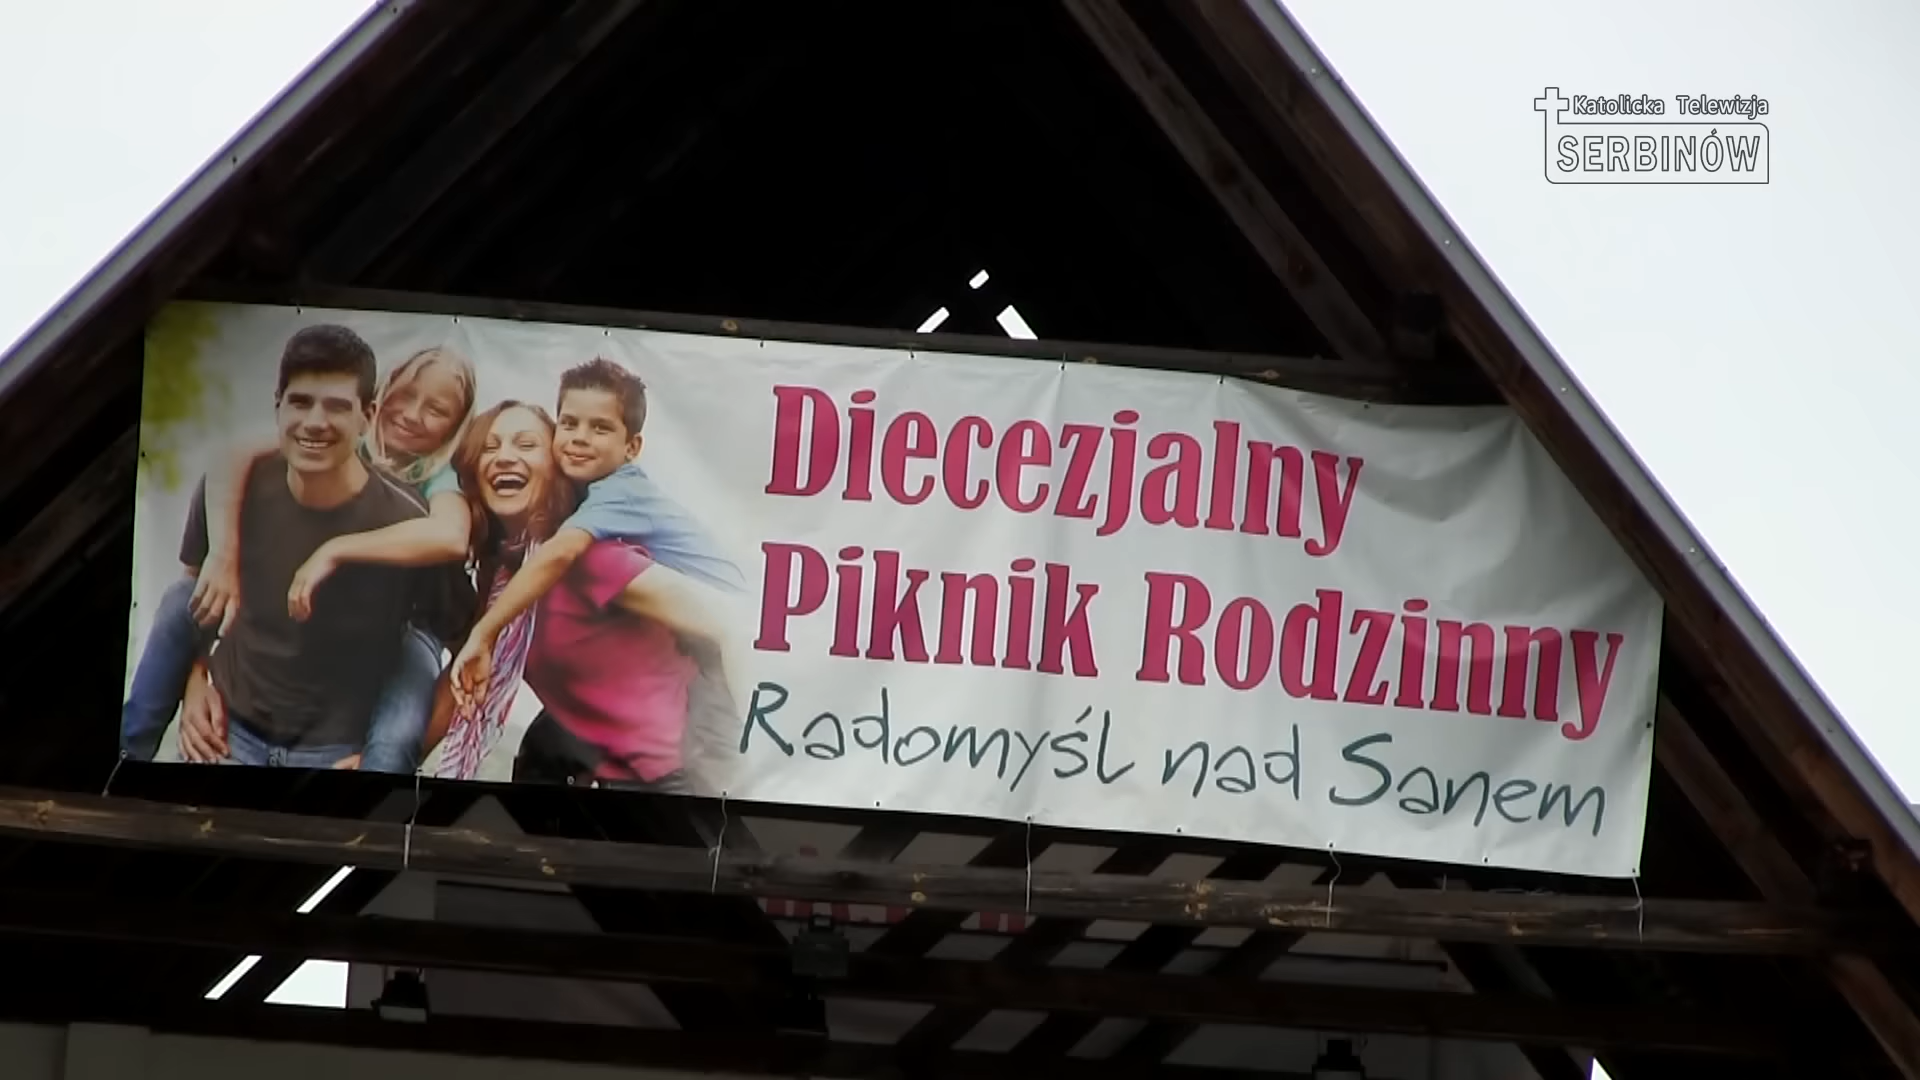 Katolicka Telewizja
SERBINÓW
Diecezjalny
Piknik Rodzinny
Radomyśl nad Sanem